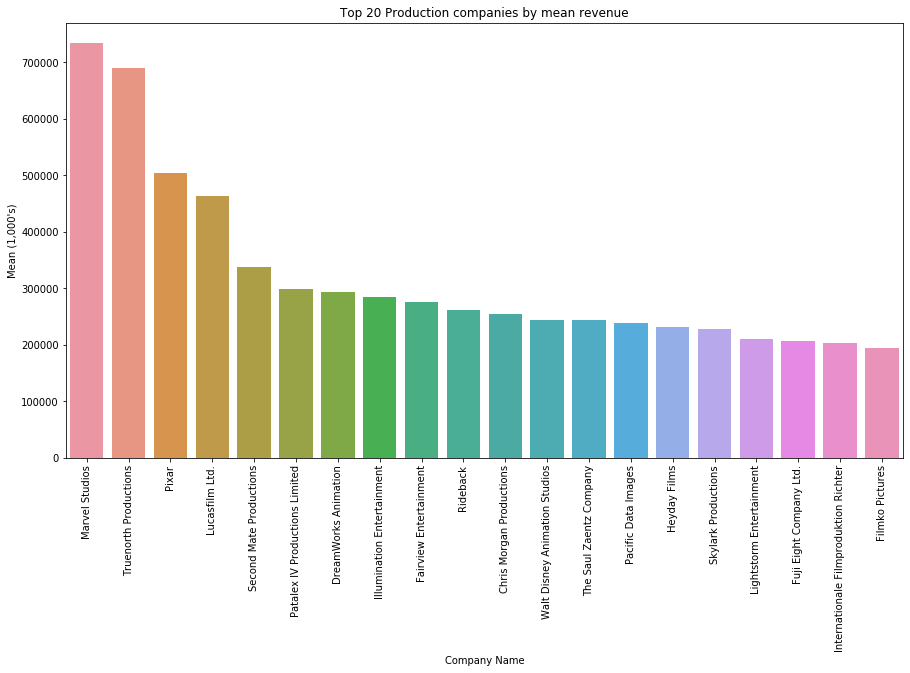 Top 20 Production companies by mean revenue
Mean (1,000's)
700000
600000
500000
400000
300000
200000
100000
0
Marvel Studios
Truenorth Productions
Pixar
Lucasfilm Ltd.
Second Mate Productions
Patalex IV Productions Limited
DreamWorks Animation
Illumination Entertainment
Fairview Entertainment
Rideback
Chris Morgan Productions
Walt Disney Animation Studios
The Saul Zaentz Company
Pacific Data Images
Heyday Films
Skylark Productions
Lightstorm Entertainment
Fuji Eight Company Ltd.
Internationale Filmproduktion Richter
Filmko Pictures
Company Name